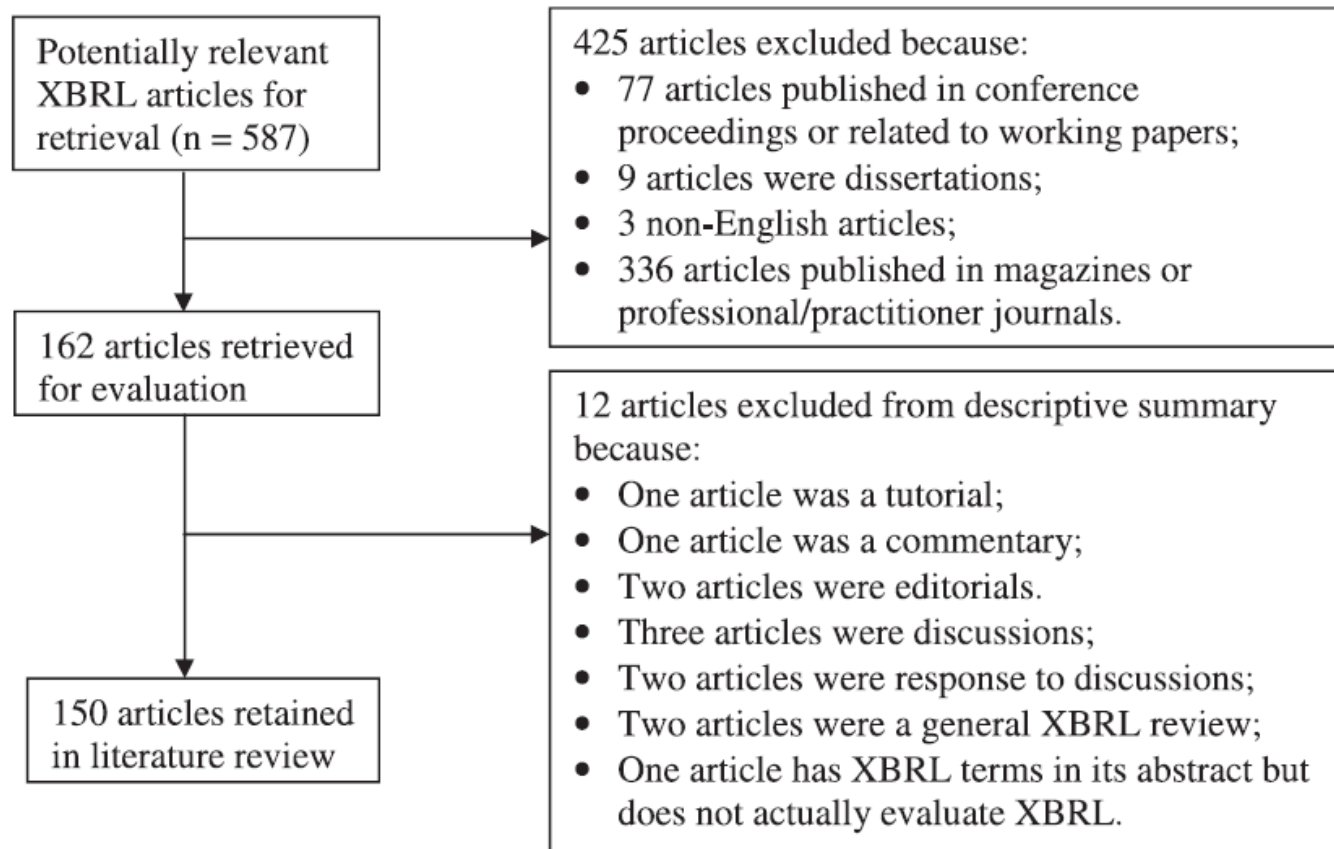 Potentially relevant
XBRL articles for
retrieval (n = 587)
425 articles excluded because:
• 77 articles published in conference
proceedings or related to working papers;
• 9 articles were dissertations;
• 3 non-English articles;
• 336 articles published in magazines or
professional/practitioner journals.
162 articles retrieved
for evaluation
12 articles excluded from descriptive summary
because:
• One article was a tutorial;
• One article was a commentary;
• Two articles were editorials.
• Three articles were discussions;
• Two articles were response to discussions;
• Two articles were a general XBRL review;
• One article has XBRL terms in its abstract but
does not actually evaluate XBRL.
150 articles retained
in literature review